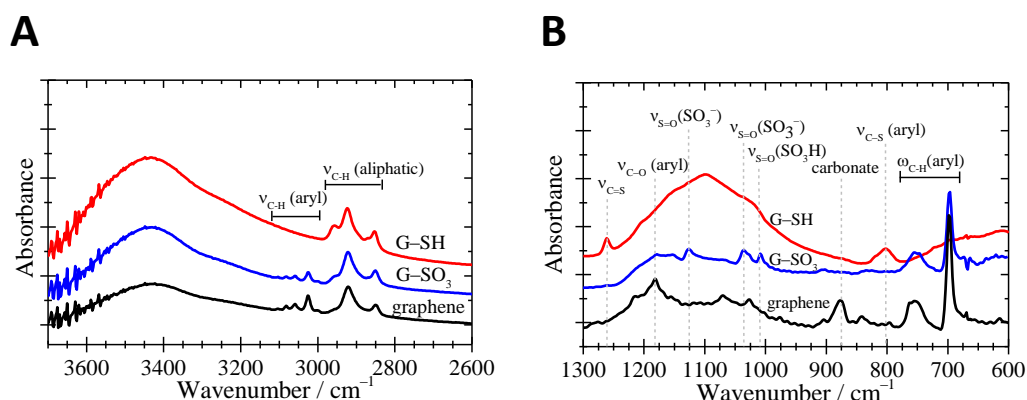 A
Absorbance
ν_C-H (aliphatic)
ν_C-H (aryl)
G–SH
G–SO₃
graphene
3600 3400 3200 3000 2800 2600
Wavenumber / cm⁻¹
B
Absorbance
ν_S=O(SO₃⁻)
ν_S=O(SO₃⁻)
ν_C–S (aryl)
ν_C–O (aryl)
ν_S=O(SO₃H)
carbonate
ω_C-H(aryl)
ν_C=S
G–SH
G–SO₃
graphene
1300 1200 1100 1000 900 800 700 600
Wavenumber / cm⁻¹